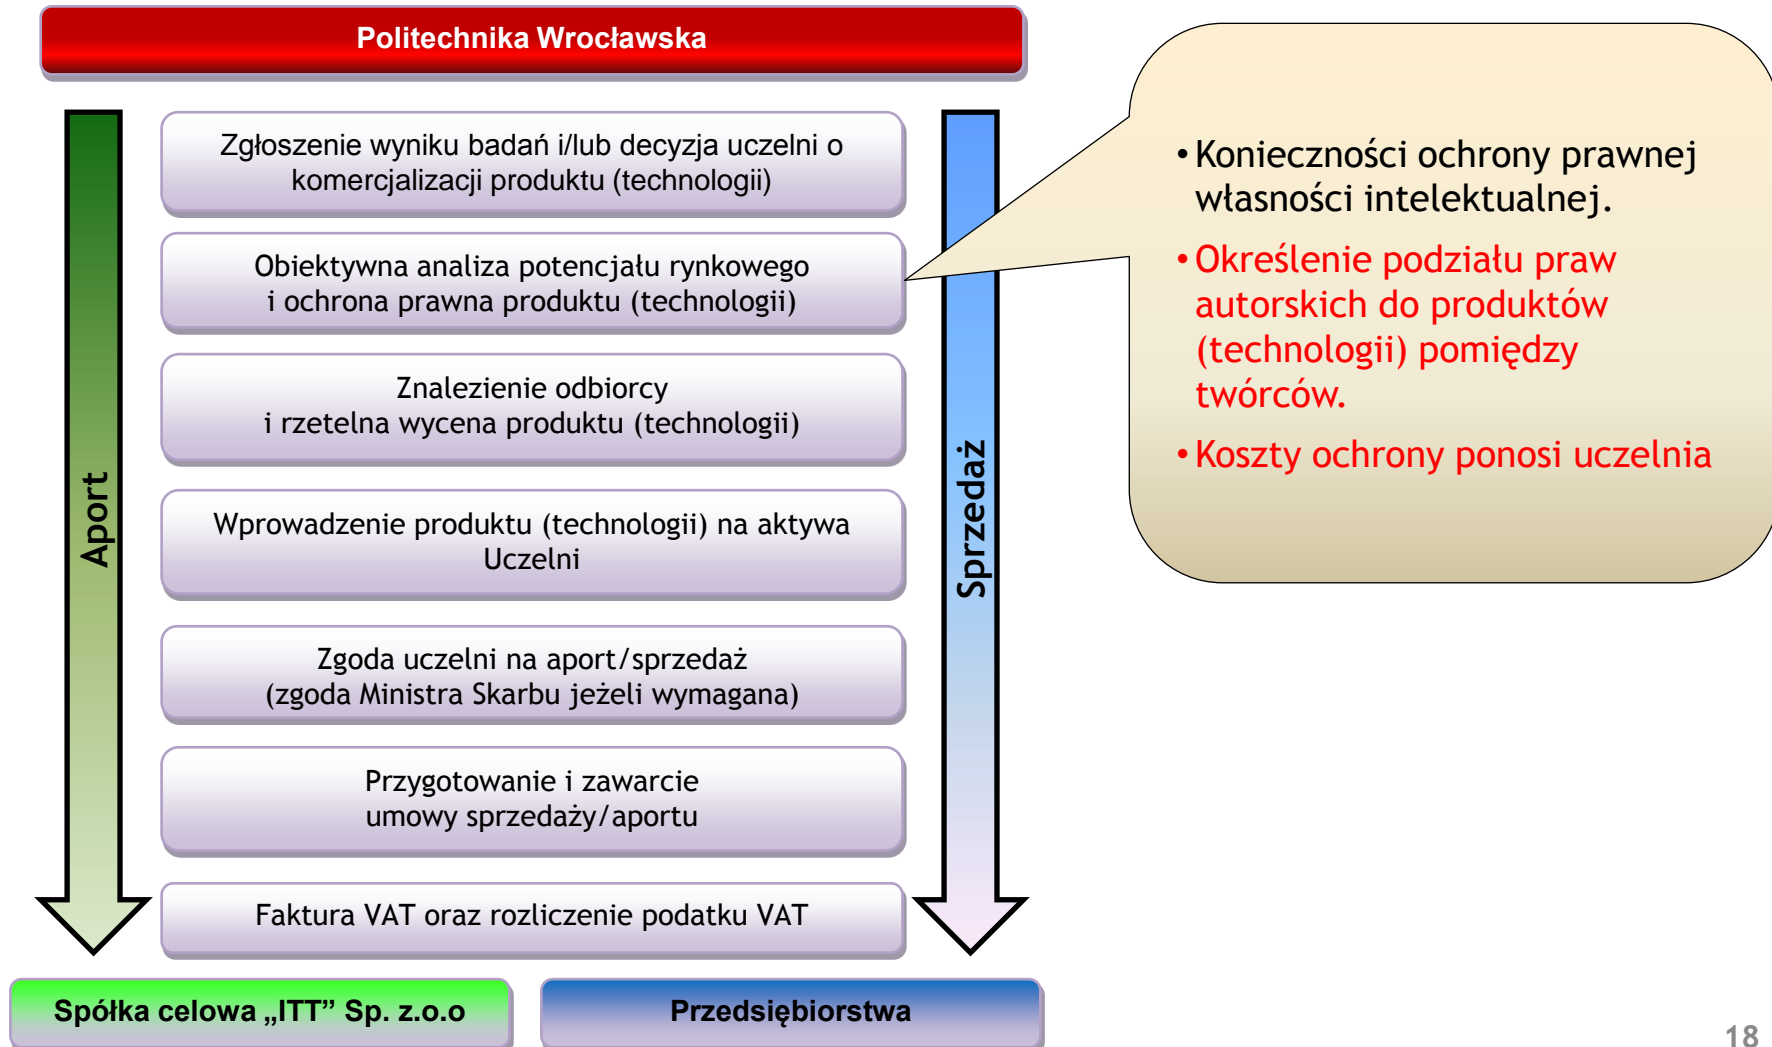 Politechnika Wrocławska
Zgłoszenie wyniku badań i/lub decyzja uczelni o
komercjalizacji produktu (technologii)
Obiektywna analiza potencjału rynkowego
i ochrona prawna produktu (technologii)
Znalezienie odbiorcy
i rzetelna wycena produktu (technologii)
Wprowadzenie produktu (technologii) na aktywa
Uczelni
Zgoda uczelni na aport/sprzedaż
(zgoda Ministra Skarbu jeżeli wymagana)
Przygotowanie i zawarcie
umowy sprzedaży/aportu
Faktura VAT oraz rozliczenie podatku VAT
Aport
Sprzedaż
Spółka celowa „ITT” Sp. z.o.o
Przedsiębiorstwa
• Konieczności ochrony prawnej
własności intelektualnej.
• Określenie podziału praw
autorskich do produktów
(technologii) pomiędzy
twórców.
• Koszty ochrony ponosi uczelnia
18